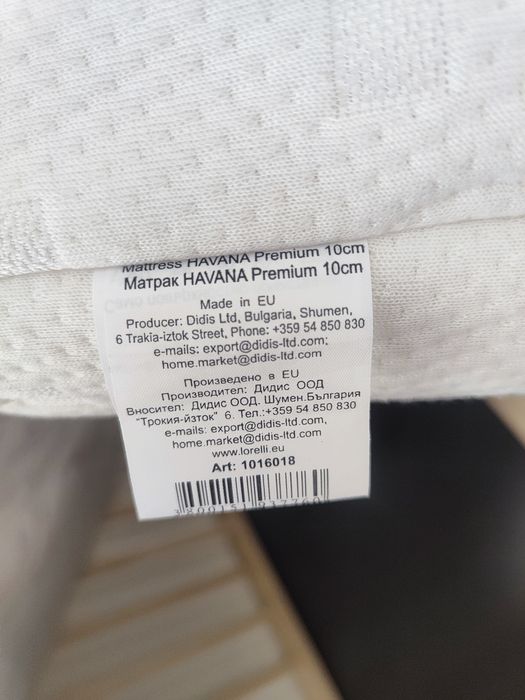 Mattress HAVANA Premium 10cm
Матрак HAVANA Premium 10cm
Made in EU
Producer: Didis Ltd, Bulgaria, Shumen,
6 Trakia-iztok Street, Phone: +359 54 850 830
e-mails: export@didis-ltd.com;
home.market@didis-ltd.com
Произведено в EU
Производител: Дидис ООД
Вносител: Дидис ООД. Шумен.България
"Трокия-йзток" 6. Тел.:+359 54 850 830
e-mails: export@didis-ltd.com,
home.market@didis-ltd.com
www.lorelli.eu
Art: 1016018